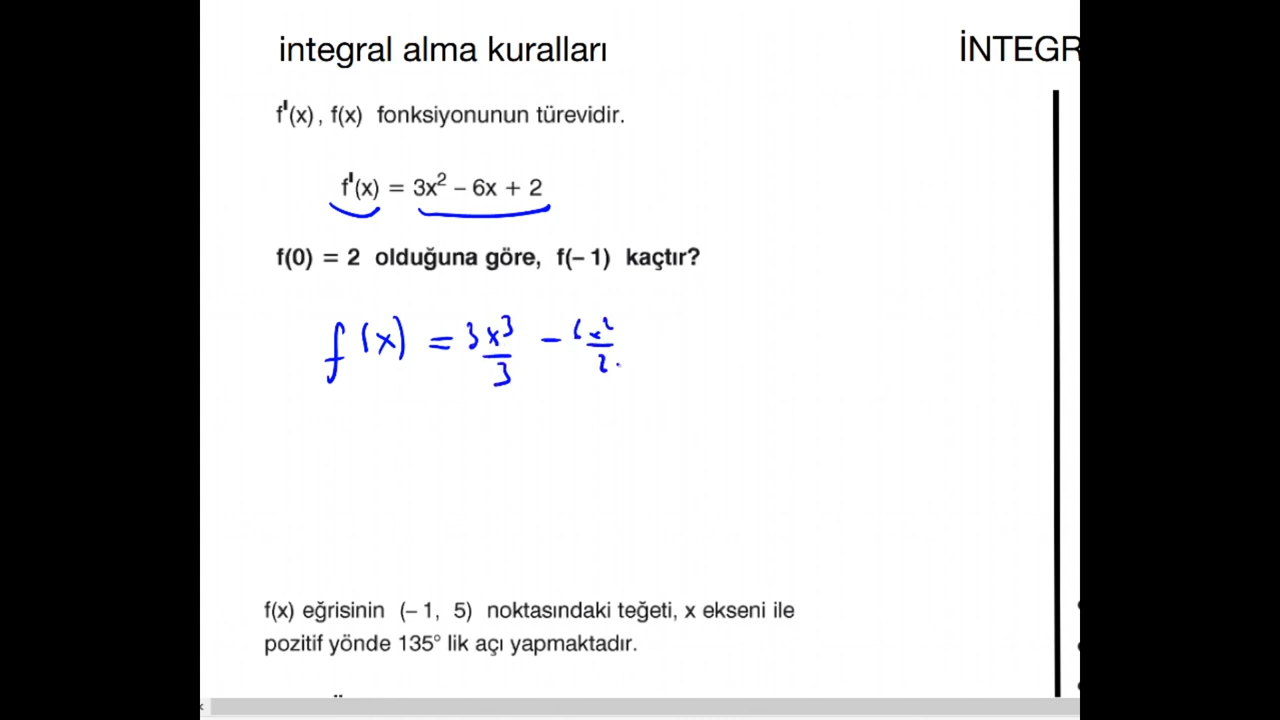 integral alma kuralları
İNTEGR
f'(x) , f(x) fonksiyonunun türevidir.
f'(x) = 3x² – 6x + 2
f(0) = 2 olduğuna göre, f(– 1) kaçtır?
f(x) = 3x³/3 – 6x²/2
f(x) eğrisinin (– 1, 5) noktasındaki teğeti, x ekseni ile
pozitif yönde 135° lik açı yapmaktadır.